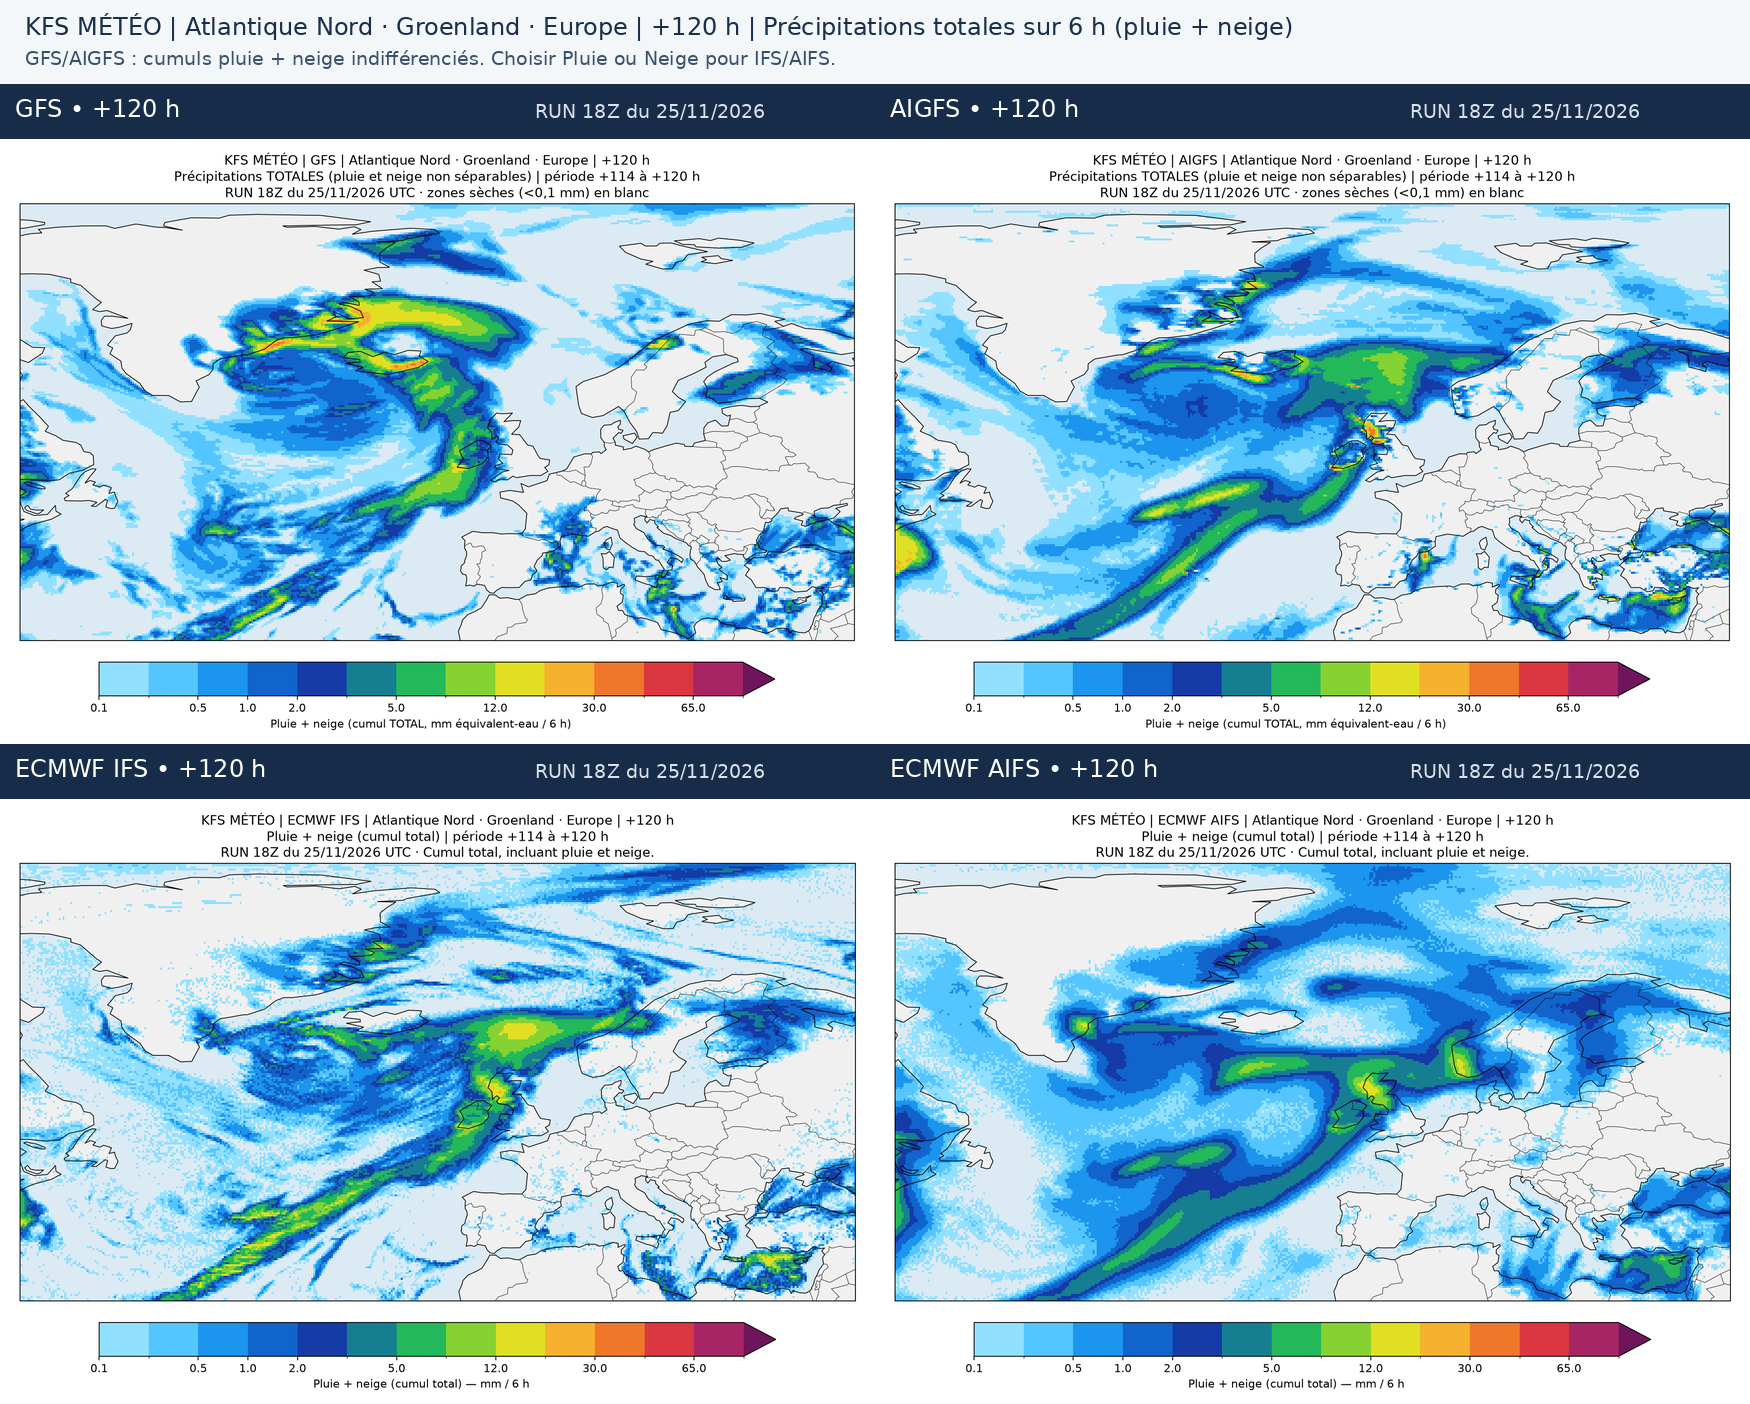 KFS MÉTÉO | Atlantique Nord · Groenland · Europe | +120 h | Précipitations totales sur 6 h (pluie + neige)
GFS/AIGFS : cumuls pluie + neige indifférenciés. Choisir Pluie ou Neige pour IFS/AIFS.
GFS • +120 h RUN 18Z du 25/11/2026
KFS MÉTÉO | GFS | Atlantique Nord · Groenland · Europe | +120 h
Précipitations TOTALES (pluie et neige non séparables) | période +114 à +120 h
RUN 18Z du 25/11/2026 UTC · zones sèches (<0,1 mm) en blanc
0.1 0.5 1.0 2.0 5.0 12.0 30.0 65.0
Pluie + neige (cumul TOTAL, mm équivalent-eau / 6 h)
AIGFS • +120 h RUN 18Z du 25/11/2026
KFS MÉTÉO | AIGFS | Atlantique Nord · Groenland · Europe | +120 h
Précipitations TOTALES (pluie et neige non séparables) | période +114 à +120 h
RUN 18Z du 25/11/2026 UTC · zones sèches (<0,1 mm) en blanc
0.1 0.5 1.0 2.0 5.0 12.0 30.0 65.0
Pluie + neige (cumul TOTAL, mm équivalent-eau / 6 h)
ECMWF IFS • +120 h RUN 18Z du 25/11/2026
KFS MÉTÉO | ECMWF IFS | Atlantique Nord · Groenland · Europe | +120 h
Pluie + neige (cumul total) | période +114 à +120 h
RUN 18Z du 25/11/2026 UTC · Cumul total, incluant pluie et neige.
0.1 0.5 1.0 2.0 5.0 12.0 30.0 65.0
Pluie + neige (cumul total) — mm / 6 h
ECMWF AIFS • +120 h RUN 18Z du 25/11/2026
KFS MÉTÉO | ECMWF AIFS | Atlantique Nord · Groenland · Europe | +120 h
Pluie + neige (cumul total) | période +114 à +120 h
RUN 18Z du 25/11/2026 UTC · Cumul total, incluant pluie et neige.
0.1 0.5 1.0 2.0 5.0 12.0 30.0 65.0
Pluie + neige (cumul total) — mm / 6 h